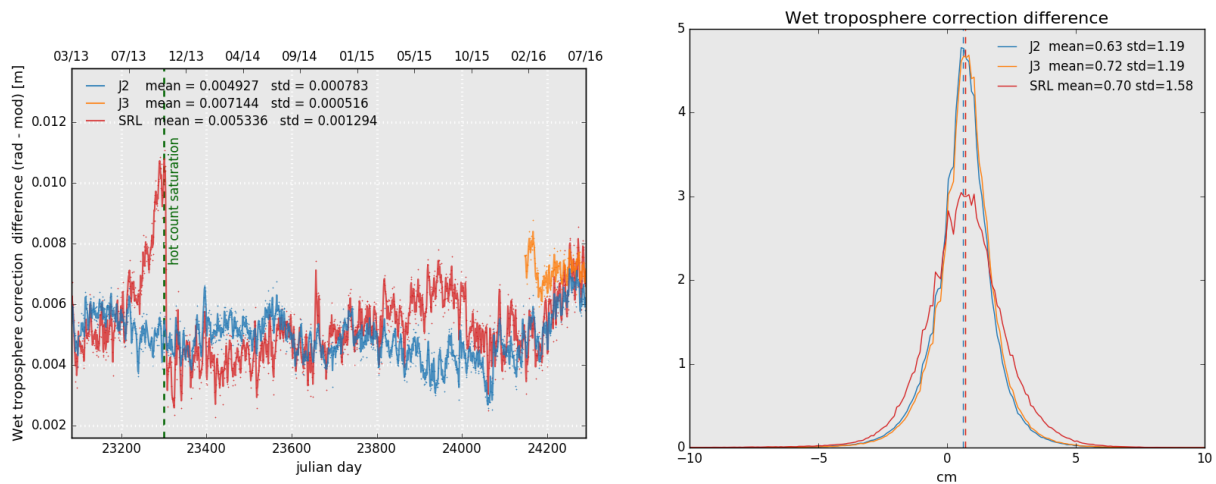 03/13 07/13 12/13 04/14 09/14 01/15 05/15 10/15 02/16 07/16
J2 mean = 0.004927 std = 0.000783
J3 mean = 0.007144 std = 0.000516
SRL mean = 0.005336 std = 0.001294
hot count saturation
Wet troposphere correction difference (rad - mod) [m]
0.012
0.010
0.008
0.006
0.004
0.002
23200 23400 23600 23800 24000 24200
julian day
Wet troposphere correction difference
J2 mean=0.63 std=1.19
J3 mean=0.72 std=1.19
SRL mean=0.70 std=1.58
5
4
3
2
1
0
−10 −5 0 5 10
cm